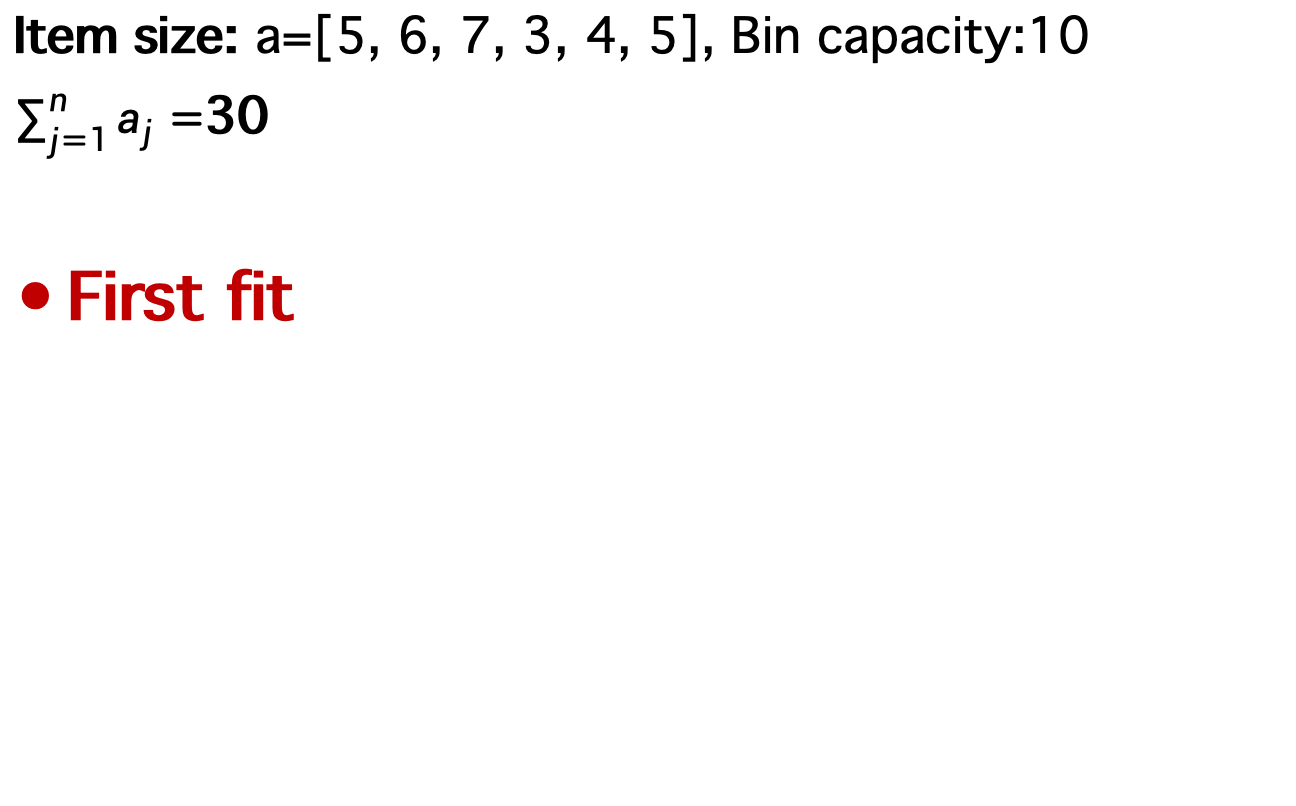 Item size: a=[5, 6, 7, 3, 4, 5], Bin capacity:10
∑ⁿⱼ₌₁ aⱼ =30
• First fit